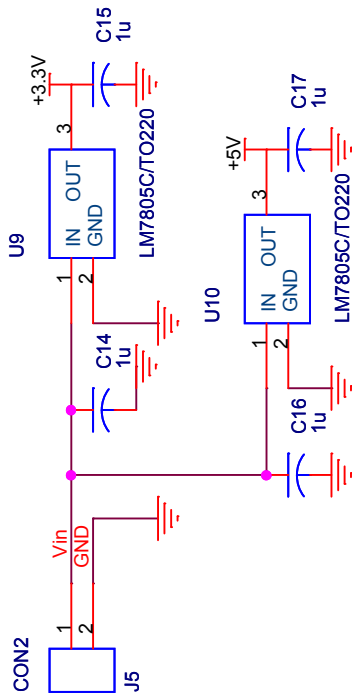 CON2
J5
1
2
Vin
GND
C14
1u
U9
1
2
IN OUT
GND
3
LM7805C/TO220
+3.3V
C15
1u
C16
1u
U10
1
2
IN OUT
GND
3
LM7805C/TO220
+5V
C17
1u